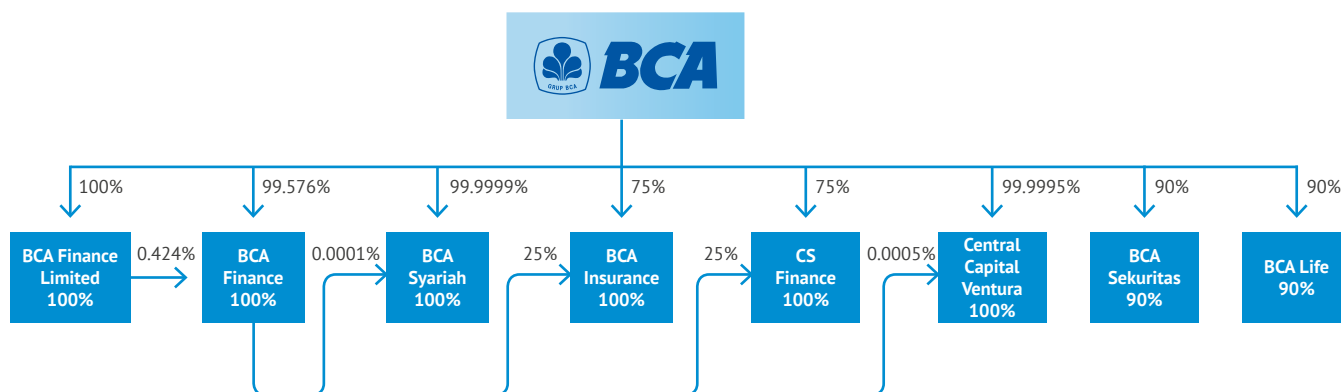 GRUP BCA
BCA
100%
99.576%
99.9999%
75%
75%
99.9995%
90%
90%
BCA Finance
Limited
100%
0.424%
BCA
Finance
100%
0.0001%
BCA
Syariah
100%
25%
BCA
Insurance
100%
25%
CS
Finance
100%
0.0005%
Central
Capital
Ventura
100%
BCA
Sekuritas
90%
BCA Life
90%